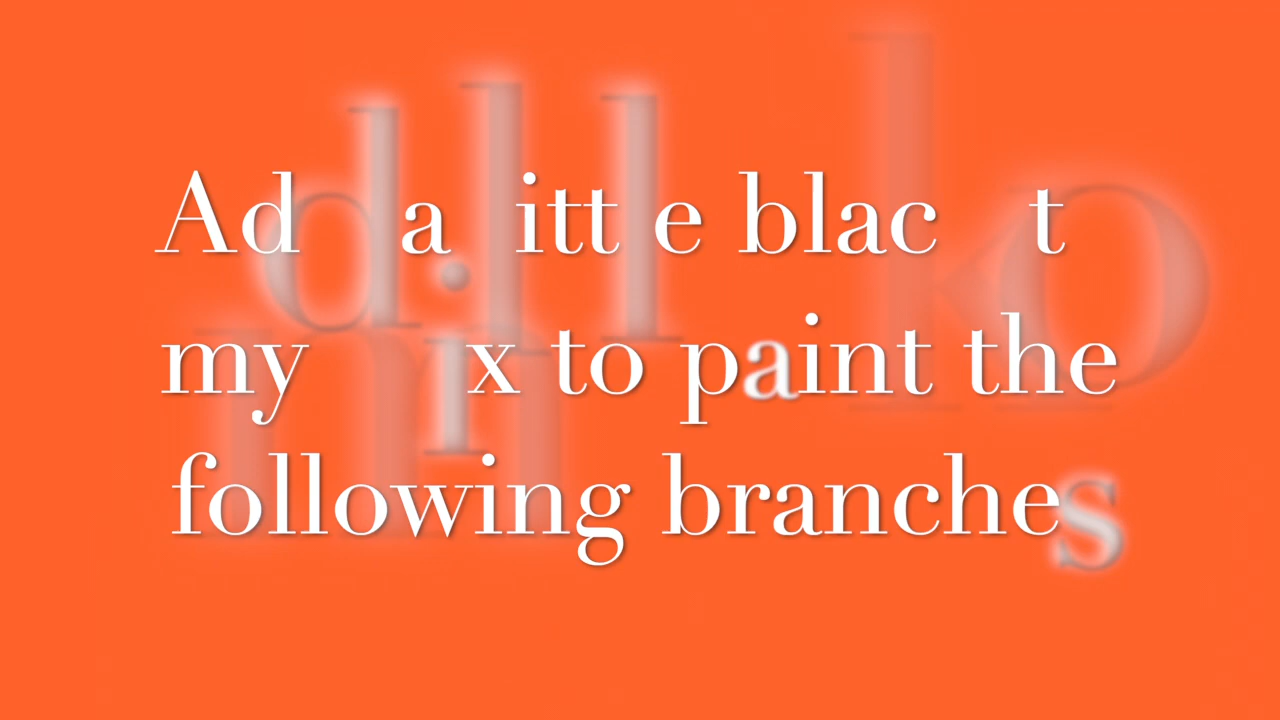 Add a little black to
my mix to paint the
following branches